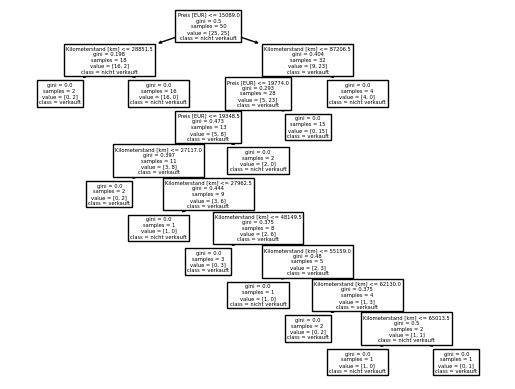 Preis [EUR] <= 15089.0
gini = 0.5
samples = 50
value = [25, 25]
class = nicht verkauft
Kilometerstand [km] <= 28851.5
gini = 0.198
samples = 18
value = [16, 2]
class = nicht verkauft
Kilometerstand [km] <= 87206.5
gini = 0.404
samples = 32
value = [9, 23]
class = verkauft
gini = 0.0
samples = 2
value = [0, 2]
class = verkauft
gini = 0.0
samples = 16
value = [16, 0]
class = nicht verkauft
Preis [EUR] <= 19774.0
gini = 0.293
samples = 28
value = [5, 23]
class = verkauft
gini = 0.0
samples = 4
value = [4, 0]
class = nicht verkauft
Preis [EUR] <= 19348.5
gini = 0.473
samples = 13
value = [5, 8]
class = verkauft
gini = 0.0
samples = 15
value = [0, 15]
class = verkauft
Kilometerstand [km] <= 27117.0
gini = 0.397
samples = 11
value = [3, 8]
class = verkauft
gini = 0.0
samples = 2
value = [2, 0]
class = nicht verkauft
gini = 0.0
samples = 2
value = [0, 2]
class = verkauft
Kilometerstand [km] <= 27962.5
gini = 0.444
samples = 9
value = [3, 6]
class = verkauft
gini = 0.0
samples = 1
value = [1, 0]
class = nicht verkauft
Kilometerstand [km] <= 48149.5
gini = 0.375
samples = 8
value = [2, 6]
class = verkauft
gini = 0.0
samples = 3
value = [0, 3]
class = verkauft
Kilometerstand [km] <= 55159.0
gini = 0.48
samples = 5
value = [2, 3]
class = verkauft
gini = 0.0
samples = 1
value = [1, 0]
class = nicht verkauft
Kilometerstand [km] <= 62130.0
gini = 0.375
samples = 4
value = [1, 3]
class = verkauft
gini = 0.0
samples = 2
value = [0, 2]
class = verkauft
Kilometerstand [km] <= 65013.5
gini = 0.5
samples = 2
value = [1, 1]
class = nicht verkauft
gini = 0.0
samples = 1
value = [1, 0]
class = nicht verkauft
gini = 0.0
samples = 1
value = [0, 1]
class = verkauft